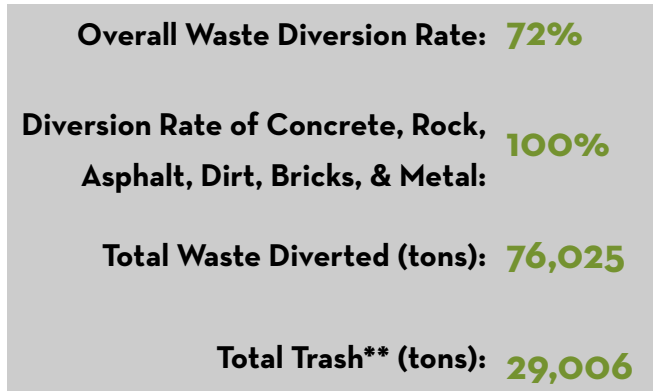 Overall Waste Diversion Rate: 72%
Diversion Rate of Concrete, Rock,
Asphalt, Dirt, Bricks, & Metal: 100%
Total Waste Diverted (tons): 76,025
Total Trash** (tons): 29,006